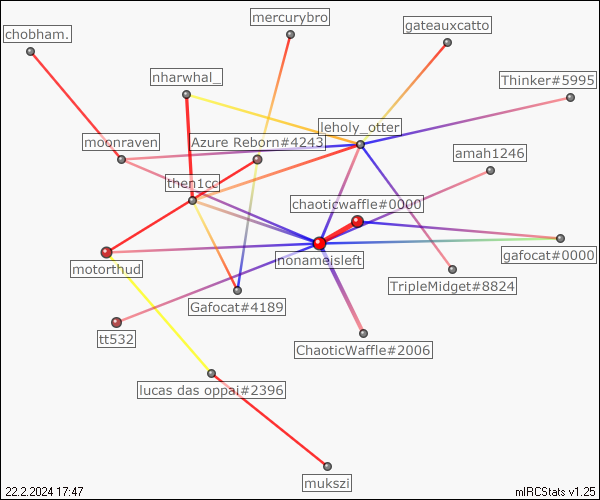 mercurybro
chobham.
gateauxcatto
nharwhal_
Thinker#5995
leholy_otter
moonraven
Azure Reborn#4243
amah1246
then1cc
chaoticwaffle#0000
nonameisleft
gafocat#0000
motorthud
TripleMidget#8824
Gafocat#4189
tt532
ChaoticWaffle#2006
lucas das oppai#2396
mukszi
22.2.2024 17:47
mIRCStats v1.25